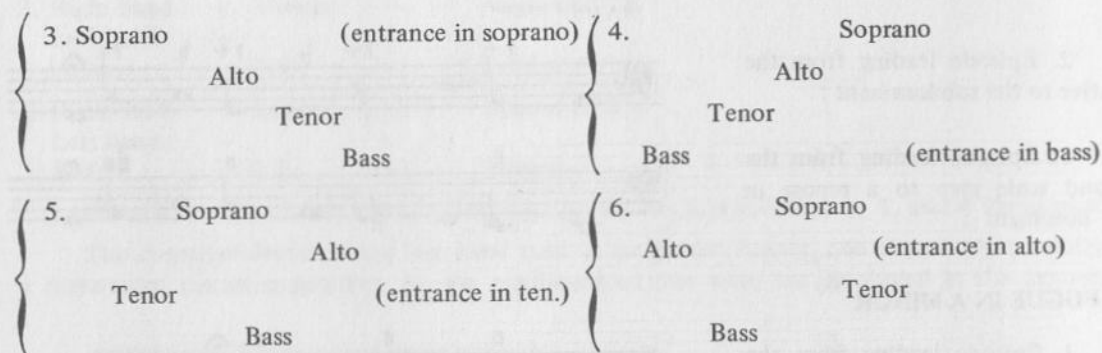 3. Soprano (entrance in soprano)
Alto
Tenor
Bass
4. Soprano
Alto
Tenor
Bass (entrance in bass)
5. Soprano
Alto
Tenor (entrance in ten.)
Bass
6. Soprano
Alto (entrance in alto)
Tenor
Bass